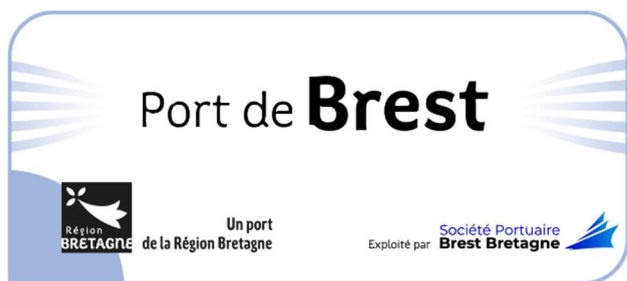 Port de Brest
Région
BRETAGNE
Un port
de la Région Bretagne
Exploité par
Société Portuaire
Brest Bretagne